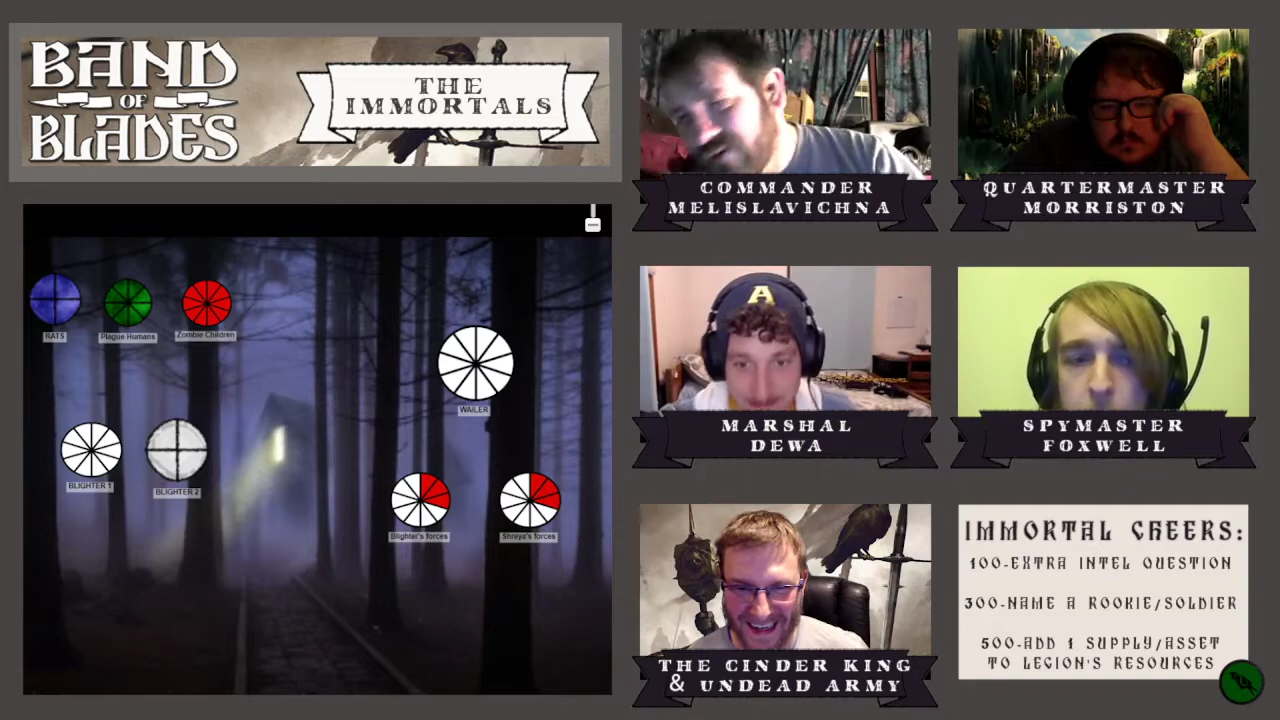 BAND
OF
BLADES
THE
IMMORTALS
COMMANDER
MELISLAVICHNA
QUARTERMASTER
MORRISTON
RATS
Plague Humans
Zombie Children
WAILER
BLIGHTER 1
BLIGHTER 2
Blighter's forces
Shreya's forces
A
MARSHAL
DEWA
SPYMASTER
FOXWELL
THE CINDER KING
& UNDEAD ARMY
IMMORTAL CHEERS:
100-EXTRA INTEL QUESTION
300-NAME A ROOKIE/SOLDIER
500-ADD 1 SUPPLY/ASSET
TO LEGION'S RESOURCES